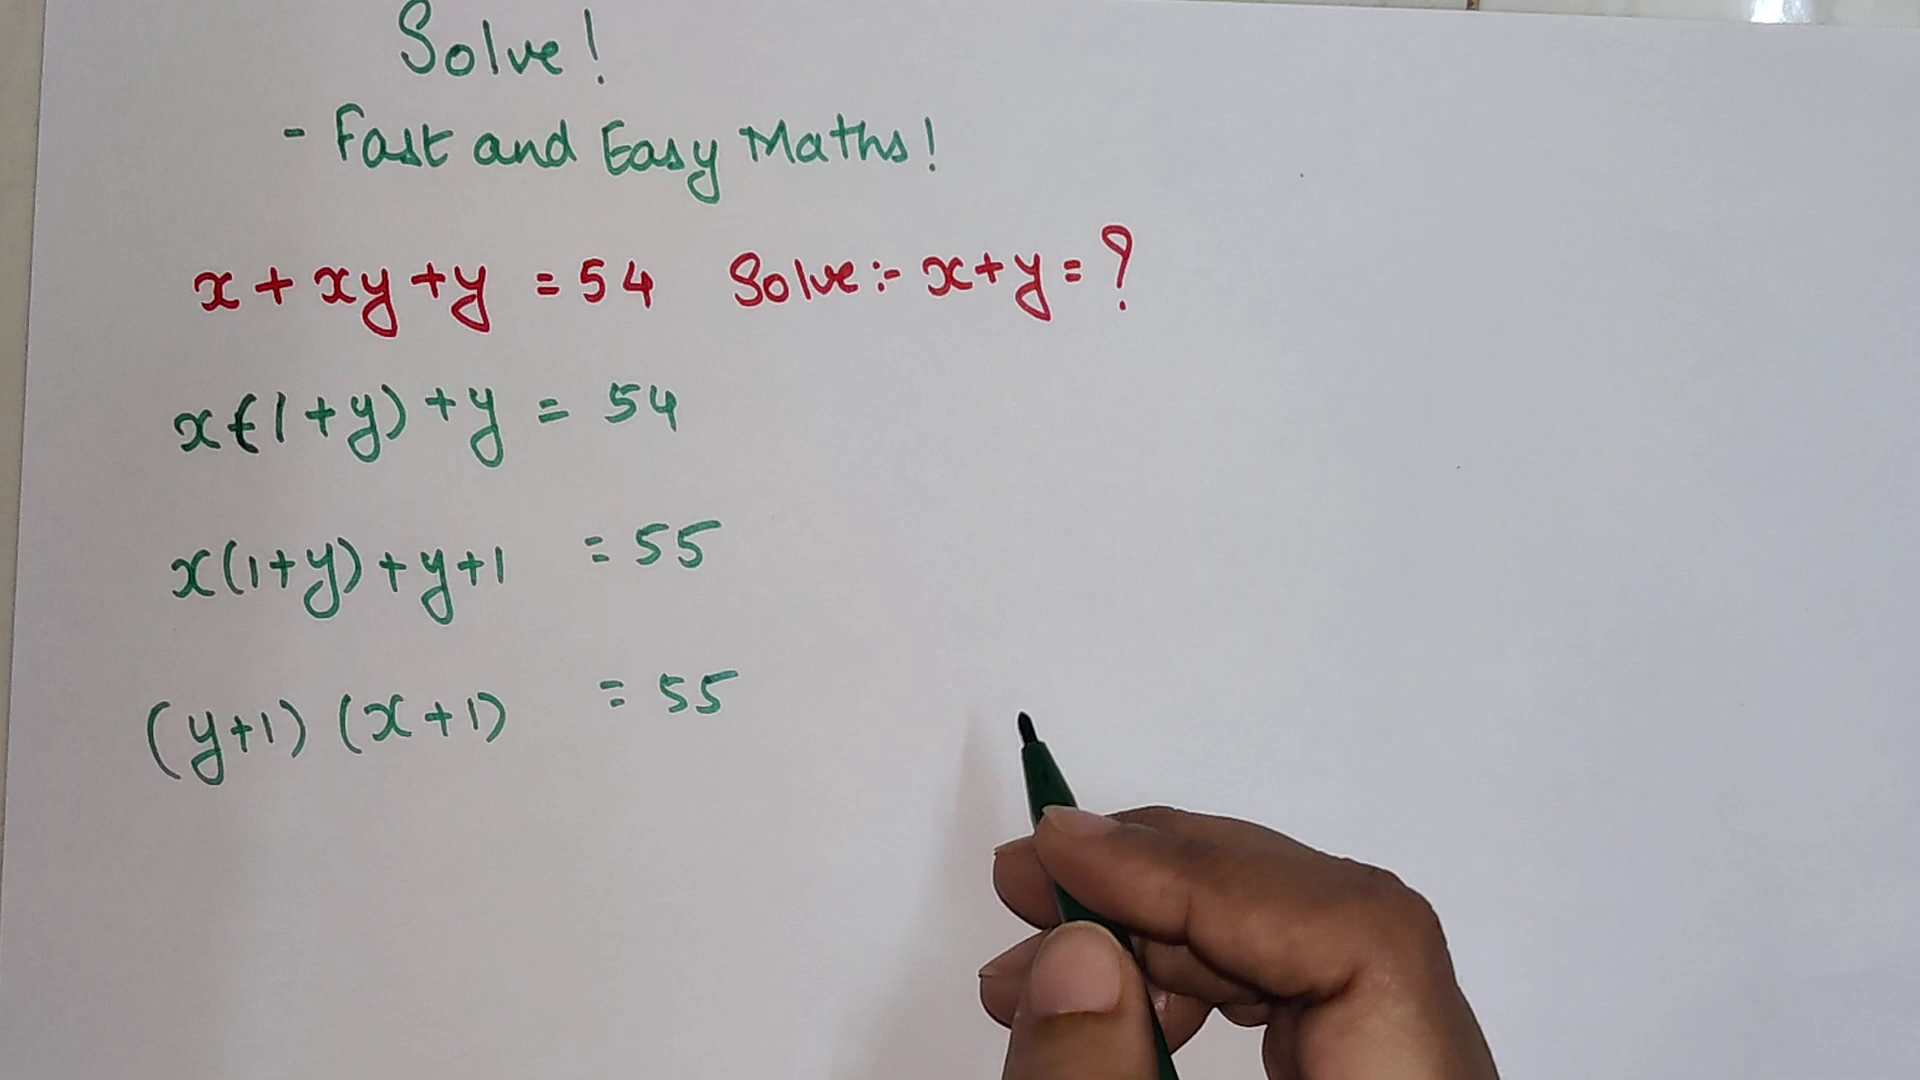 Solve!
- Fast and Easy Maths!
x + xy + y = 54 Solve:- x+y = ?
x(1+y) + y = 54
x(1+y) + y+1 = 55
(y+1) (x+1) = 55